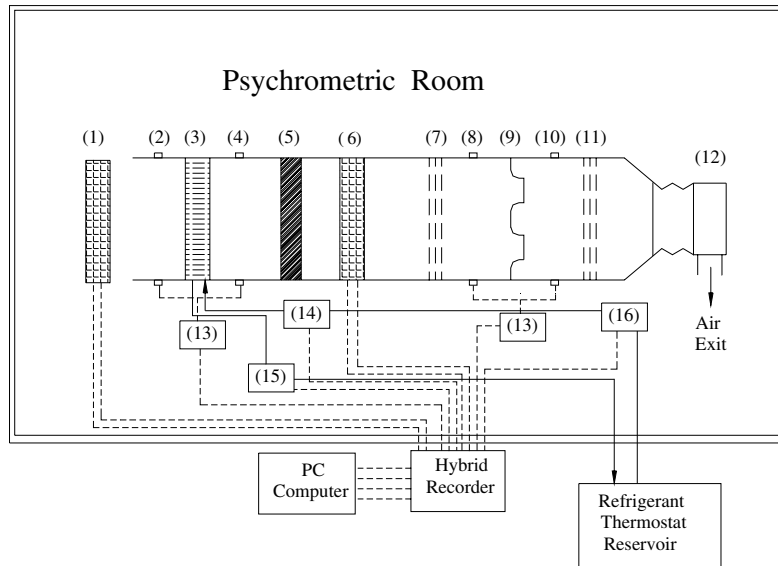 Psychrometric Room
(1) (2) (3) (4) (5) (6) (7) (8) (9) (10) (11)
(12)
(13) (14) (13) (16)
(15)
Air
Exit
PC
Computer
Hybrid
Recorder
Refrigerant
Thermostat
Reservoir